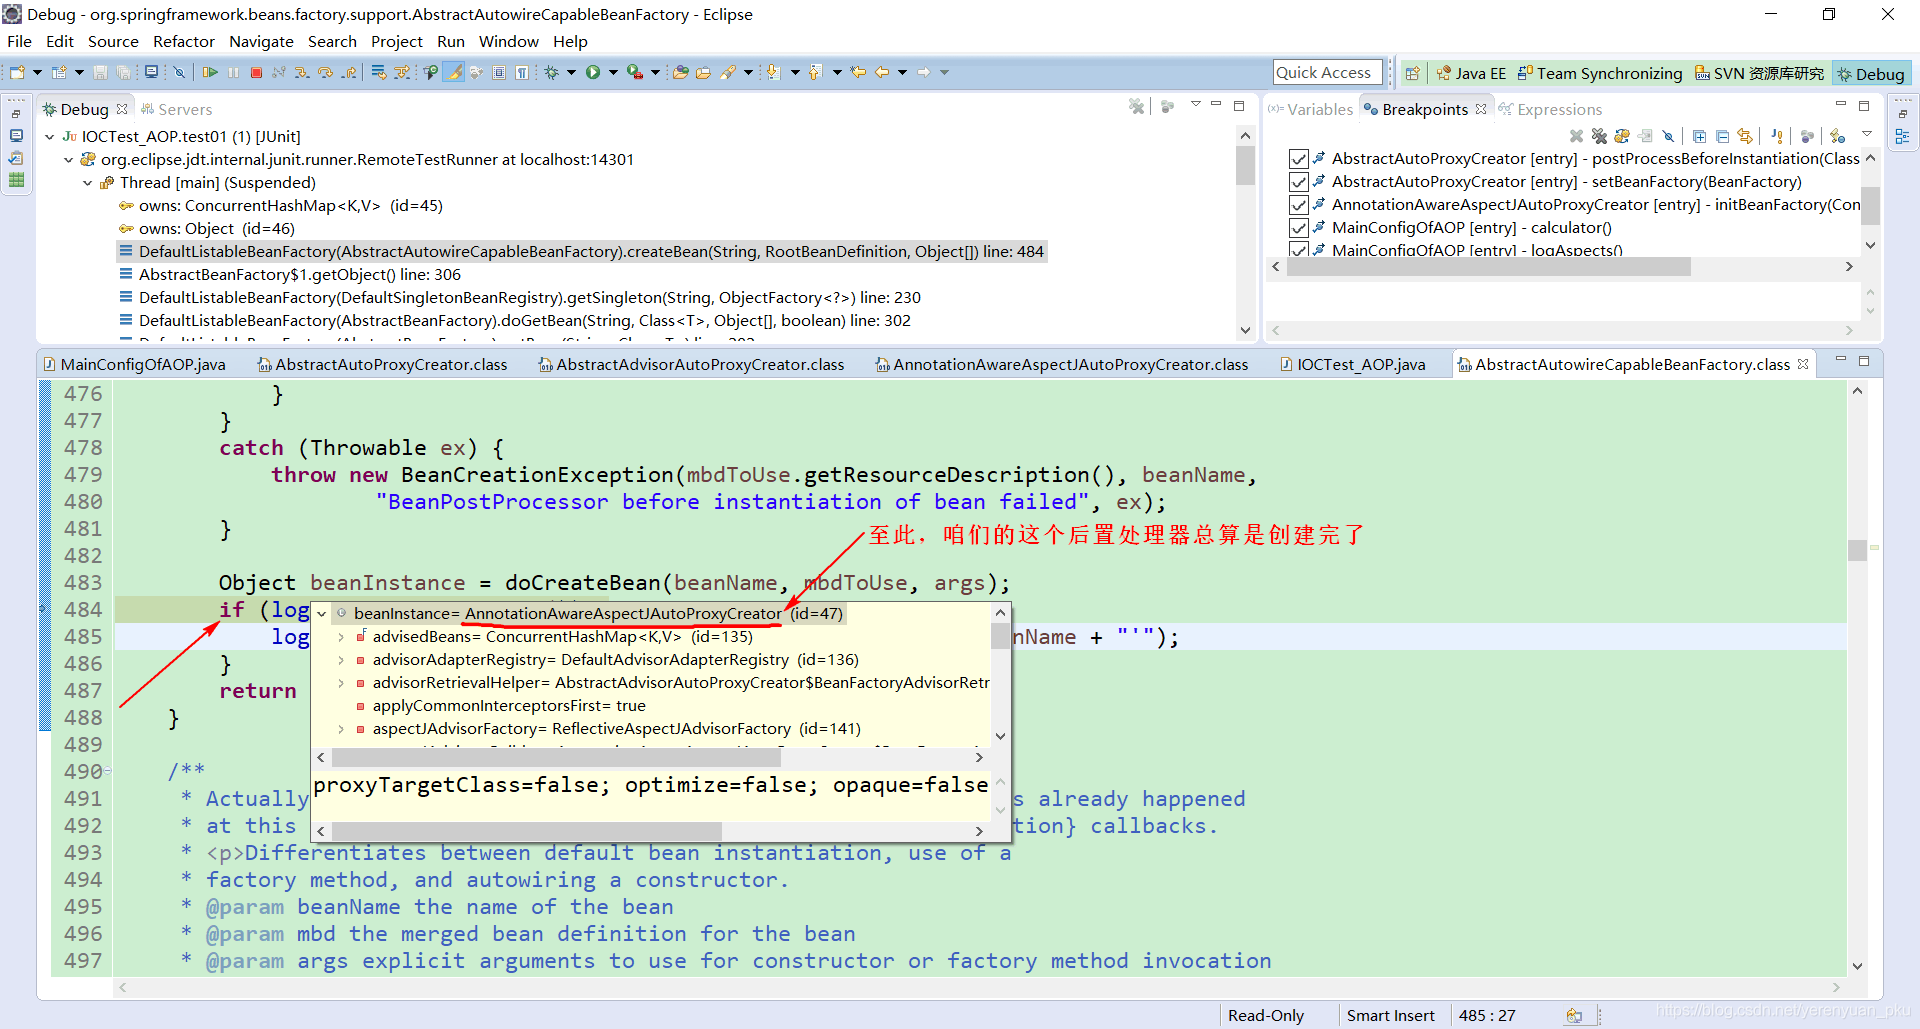 Debug - org.springframework.beans.factory.support.AbstractAutowireCapableBeanFactory - Eclipse
File Edit Source Refactor Navigate Search Project Run Window Help
Quick Access
Java EE
Team Synchronizing
SVN 资源库研究
Debug
Debug
Servers
IOCTest_AOP.test01 (1) [JUnit]
org.eclipse.jdt.internal.junit.runner.RemoteTestRunner at localhost:14301
Thread [main] (Suspended)
owns: ConcurrentHashMap<K,V> (id=45)
owns: Object (id=46)
DefaultListableBeanFactory(AbstractAutowireCapableBeanFactory).createBean(String, RootBeanDefinition, Object[]) line: 484
AbstractBeanFactory$1.getObject() line: 306
DefaultListableBeanFactory(DefaultSingletonBeanRegistry).getSingleton(String, ObjectFactory<?>) line: 230
DefaultListableBeanFactory(AbstractBeanFactory).doGetBean(String, Class<T>, Object[], boolean) line: 302
Variables
Breakpoints
Expressions
AbstractAutoProxyCreator [entry] - postProcessBeforeInstantiation(Class
AbstractAutoProxyCreator [entry] - setBeanFactory(BeanFactory)
AnnotationAwareAspectJAutoProxyCreator [entry] - initBeanFactory(Con
MainConfigOfAOP [entry] - calculator()
MainConfigOfAOP [entry] - logAspects()
MainConfigOfAOP.java
AbstractAutoProxyCreator.class
AbstractAdvisorAutoProxyCreator.class
AnnotationAwareAspectJAutoProxyCreator.class
IOCTest_AOP.java
AbstractAutowireCapableBeanFactory.class
476 }
477 }
478 catch (Throwable ex) {
479 throw new BeanCreationException(mbdToUse.getResourceDescription(), beanName,
480 "BeanPostProcessor before instantiation of bean failed", ex);
481 }
至此，咱们的这个后置处理器总算是创建完了
482
483 Object beanInstance = doCreateBean(beanName, mbdToUse, args);
484 if (log
485 log nName + "'");
486 }
487 return
488 }
489
490 /**
491 * Actually s already happened
492 * at this tion} callbacks.
493 * <p>Differentiates between default bean instantiation, use of a
494 * factory method, and autowiring a constructor.
495 * @param beanName the name of the bean
496 * @param mbd the merged bean definition for the bean
497 * @param args explicit arguments to use for constructor or factory method invocation
beanInstance= AnnotationAwareAspectJAutoProxyCreator (id=47)
advisedBeans= ConcurrentHashMap<K,V> (id=135)
advisorAdapterRegistry= DefaultAdvisorAdapterRegistry (id=136)
advisorRetrievalHelper= AbstractAdvisorAutoProxyCreator$BeanFactoryAdvisorRetr
applyCommonInterceptorsFirst= true
aspectJAdvisorFactory= ReflectiveAspectJAdvisorFactory (id=141)
proxyTargetClass=false; optimize=false; opaque=false
Read-Only
Smart Insert
485 : 27
https://blog.csdn.net/yerenyuan_pku